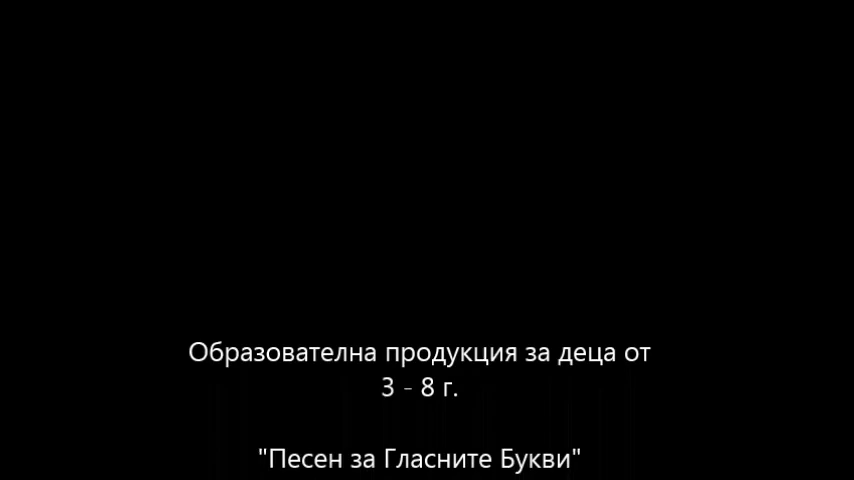 Образователна продукция за деца от
3 - 8 г.
"Песен за Гласните Букви"